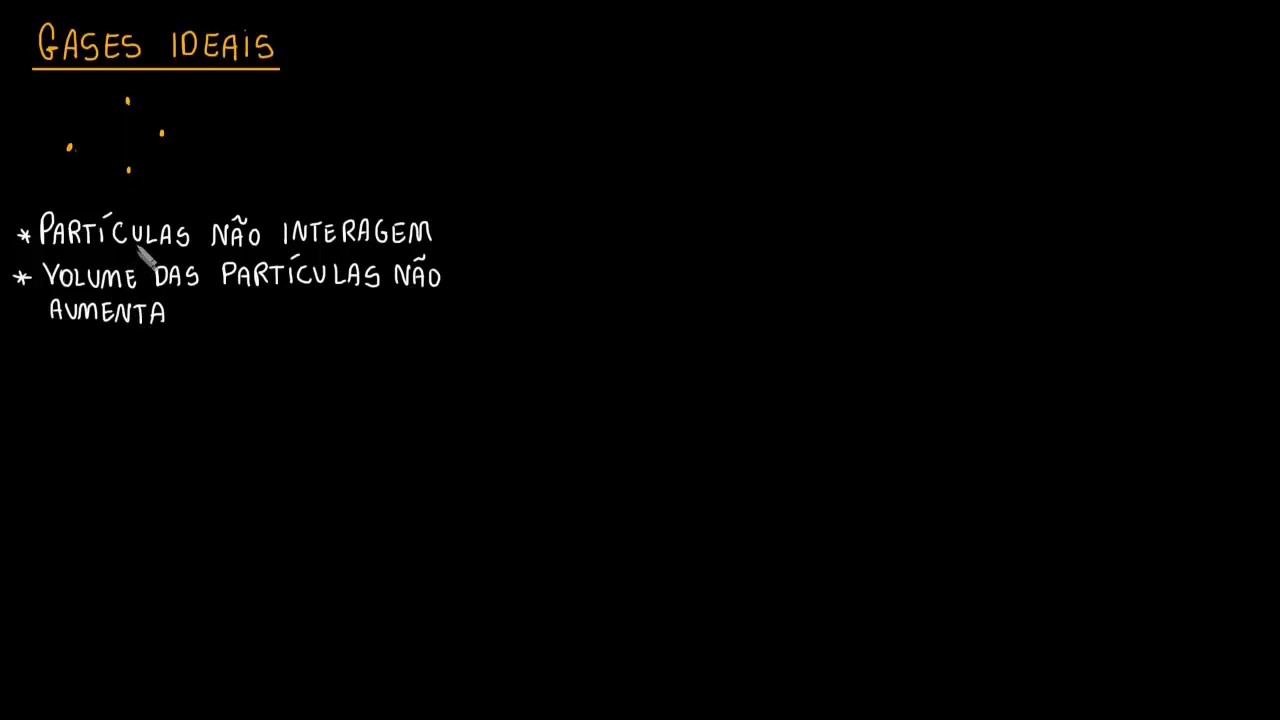 GASES IDEAIS
* PARTÍCULAS NÃO INTERAGEM
* VOLUME DAS PARTÍCULAS NÃO
AUMENTA